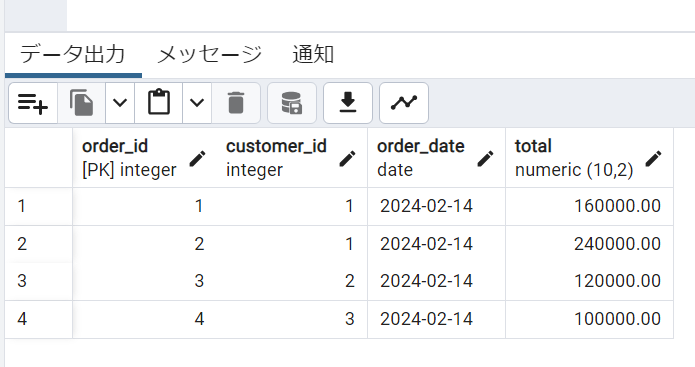 データ出力 メッセージ 通知
order_id customer_id order_date total
[PK] integer integer date numeric (10,2)
1 1 1 2024-02-14 160000.00
2 2 1 2024-02-14 240000.00
3 3 2 2024-02-14 120000.00
4 4 3 2024-02-14 100000.00